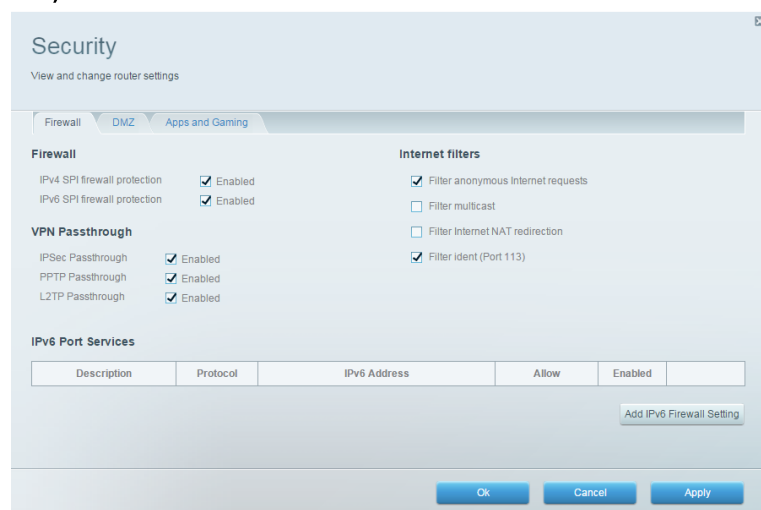 Security
View and change router settings
Firewall DMZ Apps and Gaming
Firewall
IPv4 SPI firewall protection Enabled
IPv6 SPI firewall protection Enabled
VPN Passthrough
IPSec Passthrough Enabled
PPTP Passthrough Enabled
L2TP Passthrough Enabled
Internet filters
Filter anonymous Internet requests
Filter multicast
Filter Internet NAT redirection
Filter ident (Port 113)
IPv6 Port Services
Description Protocol IPv6 Address Allow Enabled
Add IPv6 Firewall Setting
Ok Cancel Apply